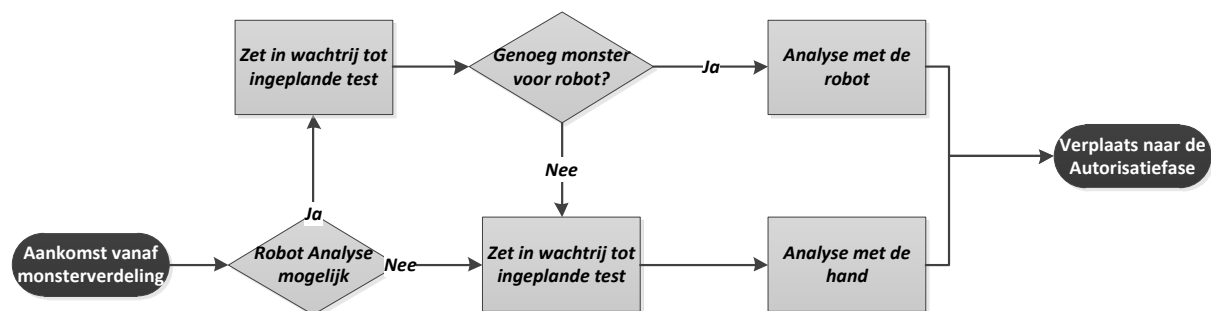 Zet in wachtrij tot
ingeplande test
Genoeg monster
voor robot?
Ja
Analyse met de
robot
Nee
Verplaats naar de
Autorisatiefase
Ja
Aankomst vanaf
monsterverdeling
Robot Analyse
mogelijk
Nee
Zet in wachtrij tot
ingeplande test
Analyse met de
hand